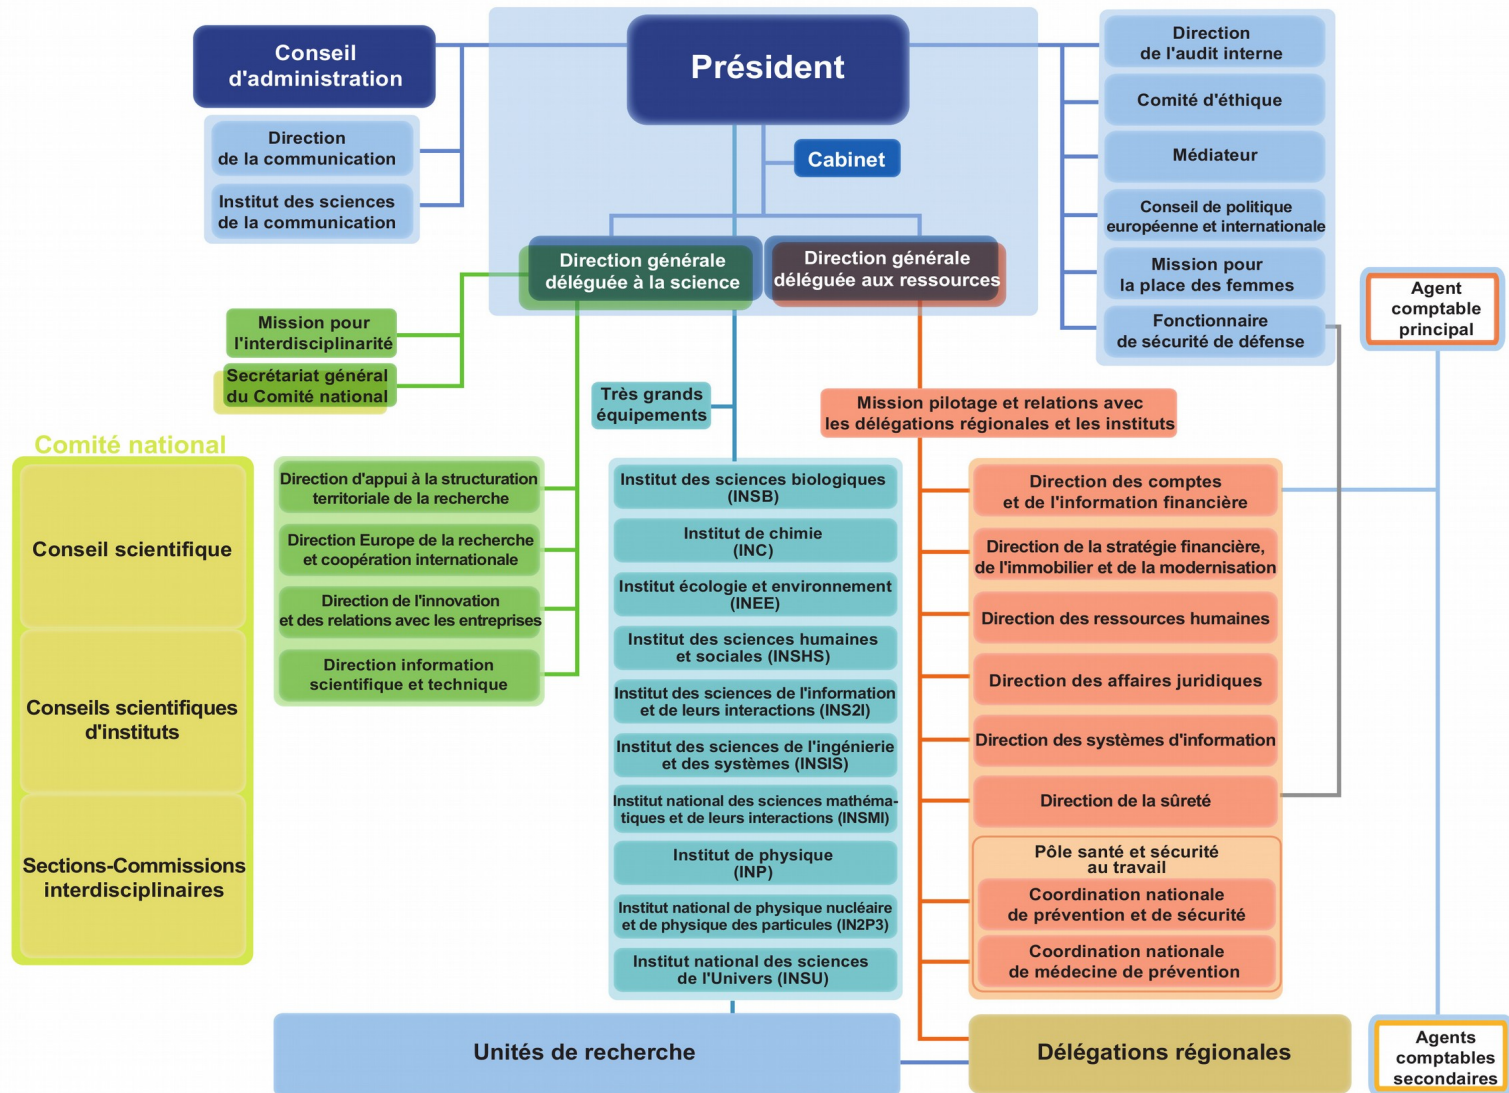 Conseil
d'administration
Président
Direction
de l'audit interne
Comité d'éthique
Médiateur
Conseil de politique
européenne et internationale
Mission pour
la place des femmes
Fonctionnaire
de sécurité de défense
Direction
de la communication
Institut des sciences
de la communication
Cabinet
Direction générale
déléguée à la science
Direction générale
déléguée aux ressources
Agent
comptable
principal
Mission pour
l'interdisciplinarité
Secrétariat général
du Comité national
Très grands
équipements
Mission pilotage et relations avec
les délégations régionales et les instituts
Comité national
Conseil scientifique
Conseils scientifiques
d'instituts
Sections-Commissions
interdisciplinaires
Direction d'appui à la structuration
territoriale de la recherche
Direction Europe de la recherche
et coopération internationale
Direction de l'innovation
et des relations avec les entreprises
Direction information
scientifique et technique
Institut des sciences biologiques
(INSB)
Institut de chimie
(INC)
Institut écologie et environnement
(INEE)
Institut des sciences humaines
et sociales (INSHS)
Institut des sciences de l'information
et de leurs interactions (INS2I)
Institut des sciences de l'ingénierie
et des systèmes (INSIS)
Institut national des sciences mathéma-
tiques et de leurs interactions (INSMI)
Institut de physique
(INP)
Institut national de physique nucléaire
et de physique des particules (IN2P3)
Institut national des sciences
de l'Univers (INSU)
Direction des comptes
et de l'information financière
Direction de la stratégie financière,
de l'immobilier et de la modernisation
Direction des ressources humaines
Direction des affaires juridiques
Direction des systèmes d'information
Direction de la sûreté
Pôle santé et sécurité
au travail
Coordination nationale
de prévention et de sécurité
Coordination nationale
de médecine de prévention
Unités de recherche
Délégations régionales
Agents
comptables
secondaires